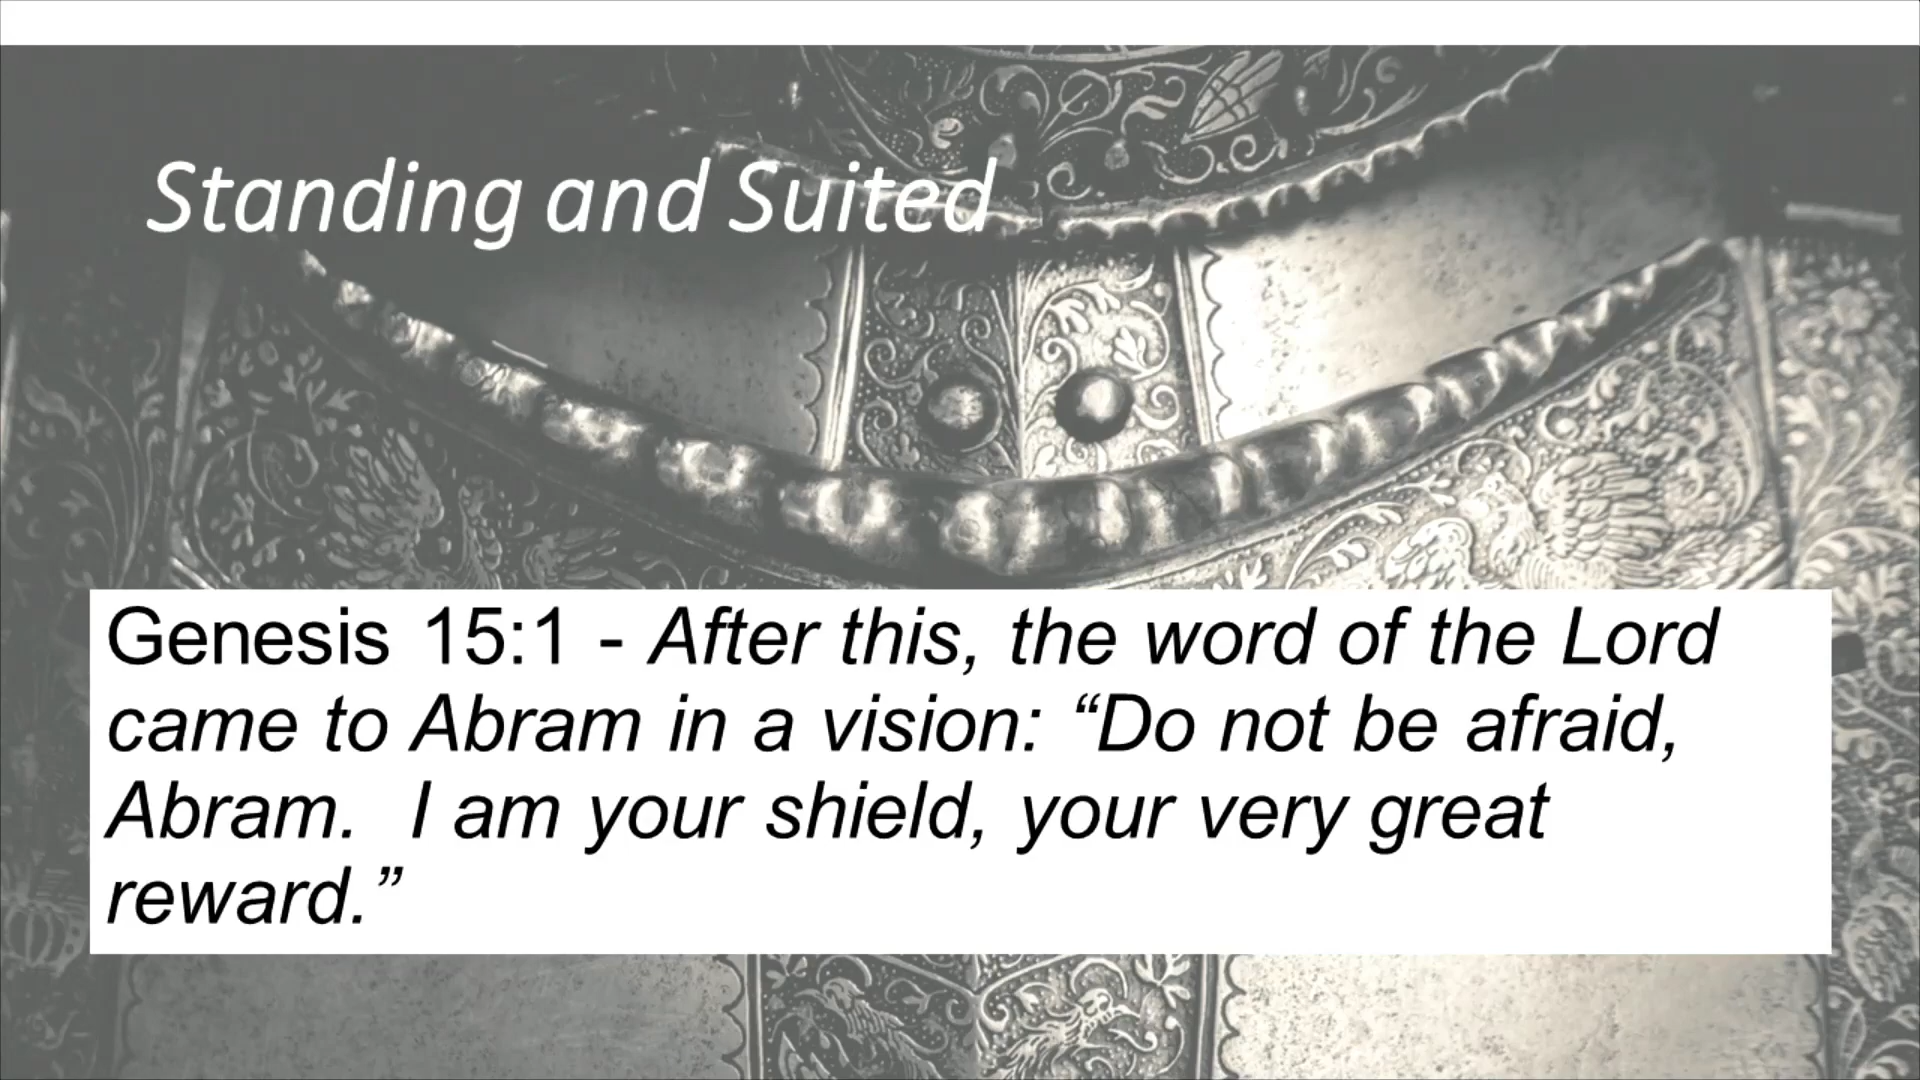 Standing and Suited
Genesis 15:1 - After this, the word of the Lord
came to Abram in a vision: “Do not be afraid,
Abram.  I am your shield, your very great
reward.”